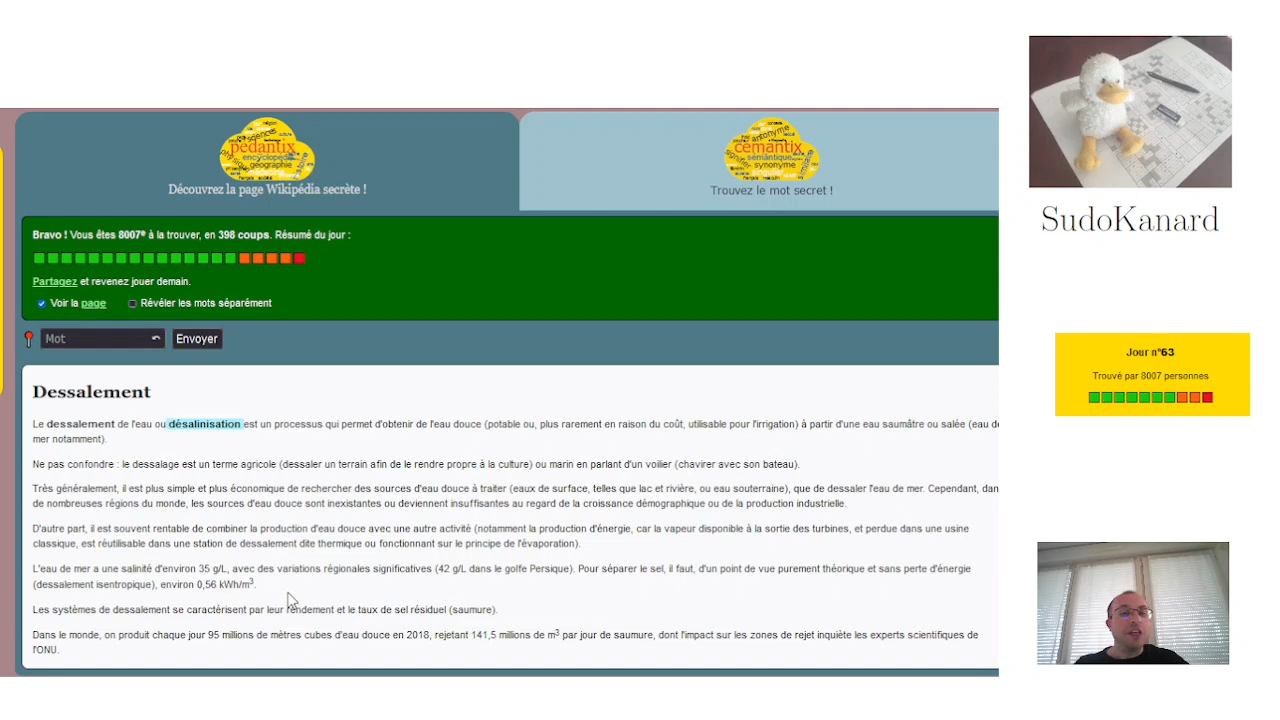 pédantix
encyclopédie
géographie
Découvrez la page Wikipédia secrète !
antonyme
cémantix
sémantique
synonyme
Trouvez le mot secret !
Bravo ! Vous êtes 8007e à la trouver, en 398 coups. Résumé du jour :
Partagez et revenez jouer demain.
Voir la page Révéler les mots séparément
Mot Envoyer
Dessalement
Le dessalement de l'eau ou désalinisation est un processus qui permet d'obtenir de l'eau douce (potable ou, plus rarement en raison du coût, utilisable pour l'irrigation) à partir d'une eau saumâtre ou salée (eau de
mer notamment).
Ne pas confondre : le dessalage est un terme agricole (dessaler un terrain afin de le rendre propre à la culture) ou marin en parlant d'un voilier (chavirer avec son bateau).
Très généralement, il est plus simple et plus économique de rechercher des sources d'eau douce à traiter (eaux de surface, telles que lac et rivière, ou eau souterraine), que de dessaler l'eau de mer. Cependant, dan
de nombreuses régions du monde, les sources d'eau douce sont inexistantes ou deviennent insuffisantes au regard de la croissance démographique ou de la production industrielle.
D'autre part, il est souvent rentable de combiner la production d'eau douce avec une autre activité (notamment la production d'énergie, car la vapeur disponible à la sortie des turbines, et perdue dans une usine
classique, est réutilisable dans une station de dessalement dite thermique ou fonctionnant sur le principe de l'évaporation).
L'eau de mer a une salinité d'environ 35 g/L, avec des variations régionales significatives (42 g/L dans le golfe Persique). Pour séparer le sel, il faut, d'un point de vue purement théorique et sans perte d'énergie
(dessalement isentropique), environ 0,56 kWh/m3.
Les systèmes de dessalement se caractérisent par leur rendement et le taux de sel résiduel (saumure).
Dans le monde, on produit chaque jour 95 millions de mètres cubes d'eau douce en 2018, rejetant 141,5 millions de m3 par jour de saumure, dont l'impact sur les zones de rejet inquiète les experts scientifiques de
l'ONU.
SudoKanard
Jour n°63
Trouvé par 8007 personnes